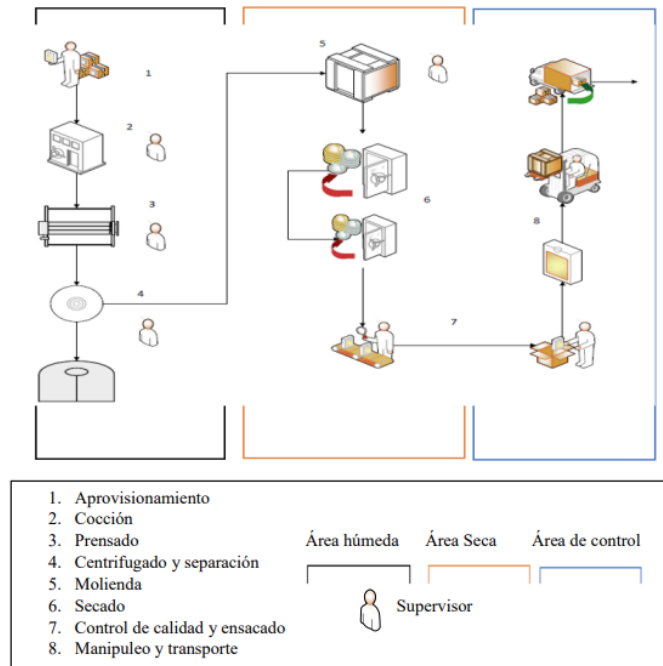 5
1
2
3
6
8
4
7
1. Aprovisionamiento
2. Cocción
3. Prensado
4. Centrifugado y separación
5. Molienda
6. Secado
7. Control de calidad y ensacado
8. Manipuleo y transporte
Área húmeda Área Seca Área de control
Supervisor